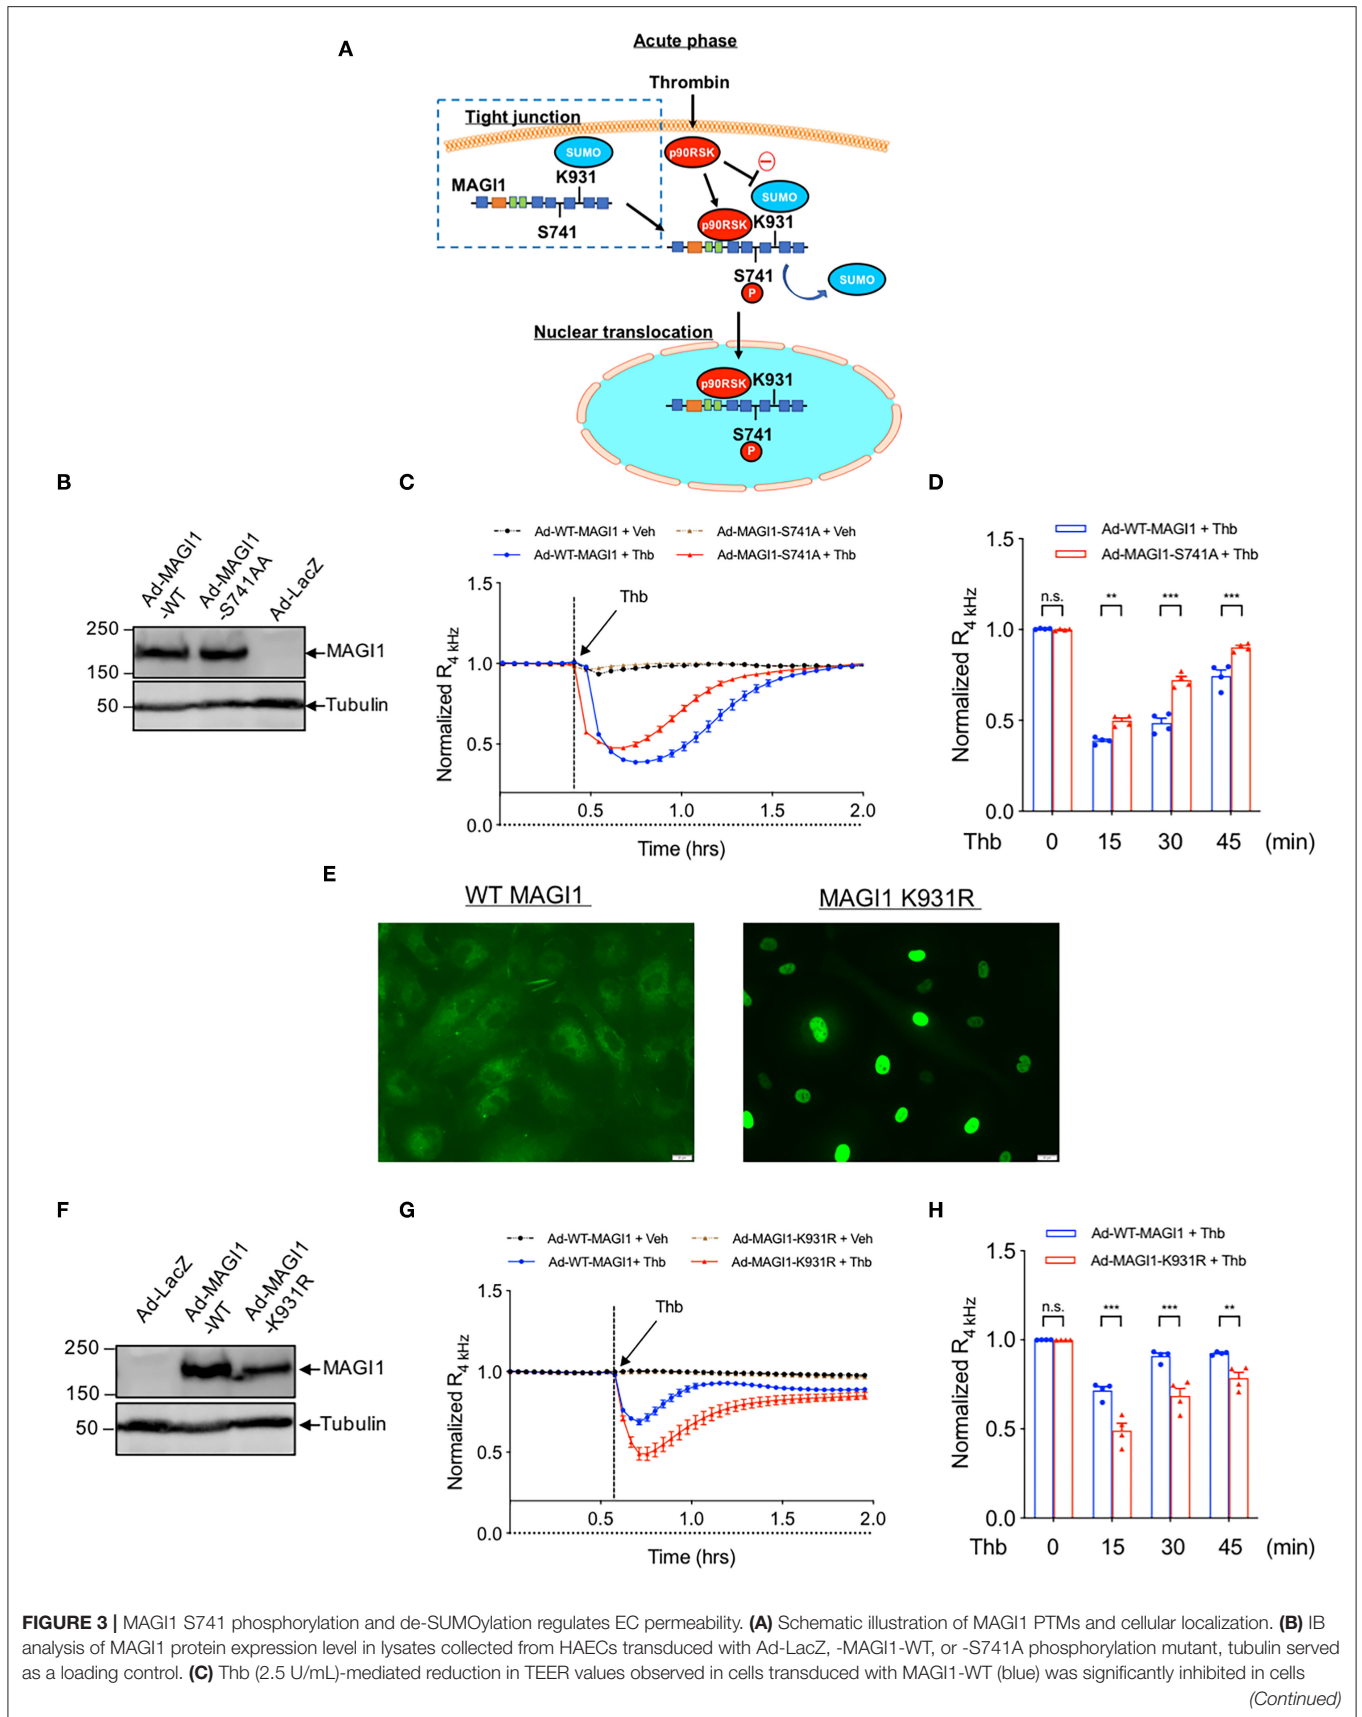 A
Acute phase
Thrombin
Tight junction
SUMO
p90RSK
K931
MAGI1
SUMO
p90RSK
K931
S741
S741
P
SUMO
Nuclear translocation
p90RSK
K931
S741
P
B
Ad-MAGI1
-WT
Ad-MAGI1
-S741AA
Ad-LacZ
250
MAGI1
150
50
Tubulin
C
Ad-WT-MAGI1 + Veh
Ad-MAGI1-S741A + Veh
Ad-WT-MAGI1 + Thb
Ad-MAGI1-S741A + Thb
Normalized R4 kHz
1.5
1.0
0.5
0.0
Thb
0.5
1.0
1.5
2.0
Time (hrs)
D
Ad-WT-MAGI1 + Thb
Ad-MAGI1-S741A + Thb
Normalized R4 kHz
1.5
1.0
0.5
0.0
n.s.
**
***
***
Thb 0 15 30 45 (min)
E
WT MAGI1
MAGI1 K931R
F
Ad-LacZ
Ad-MAGI1
-WT
Ad-MAGI1
-K931R
250
MAGI1
150
50
Tubulin
G
Ad-WT-MAGI1 + Veh
Ad-MAGI1-K931R + Veh
Ad-WT-MAGI1+ Thb
Ad-MAGI1-K931R + Thb
Normalized R4 kHz
1.5
1.0
0.5
0.0
Thb
0.5
1.0
1.5
2.0
Time (hrs)
H
Ad-WT-MAGI1 + Thb
Ad-MAGI1-K931R + Thb
Normalized R4 kHz
1.5
1.0
0.5
0.0
n.s.
***
***
**
Thb 0 15 30 45 (min)
FIGURE 3 | MAGI1 S741 phosphorylation and de-SUMOylation regulates EC permeability. (A) Schematic illustration of MAGI1 PTMs and cellular localization. (B) IB
analysis of MAGI1 protein expression level in lysates collected from HAECs transduced with Ad-LacZ, -MAGI1-WT, or -S741A phosphorylation mutant, tubulin served
as a loading control. (C) Thb (2.5 U/mL)-mediated reduction in TEER values observed in cells transduced with MAGI1-WT (blue) was significantly inhibited in cells
(Continued)